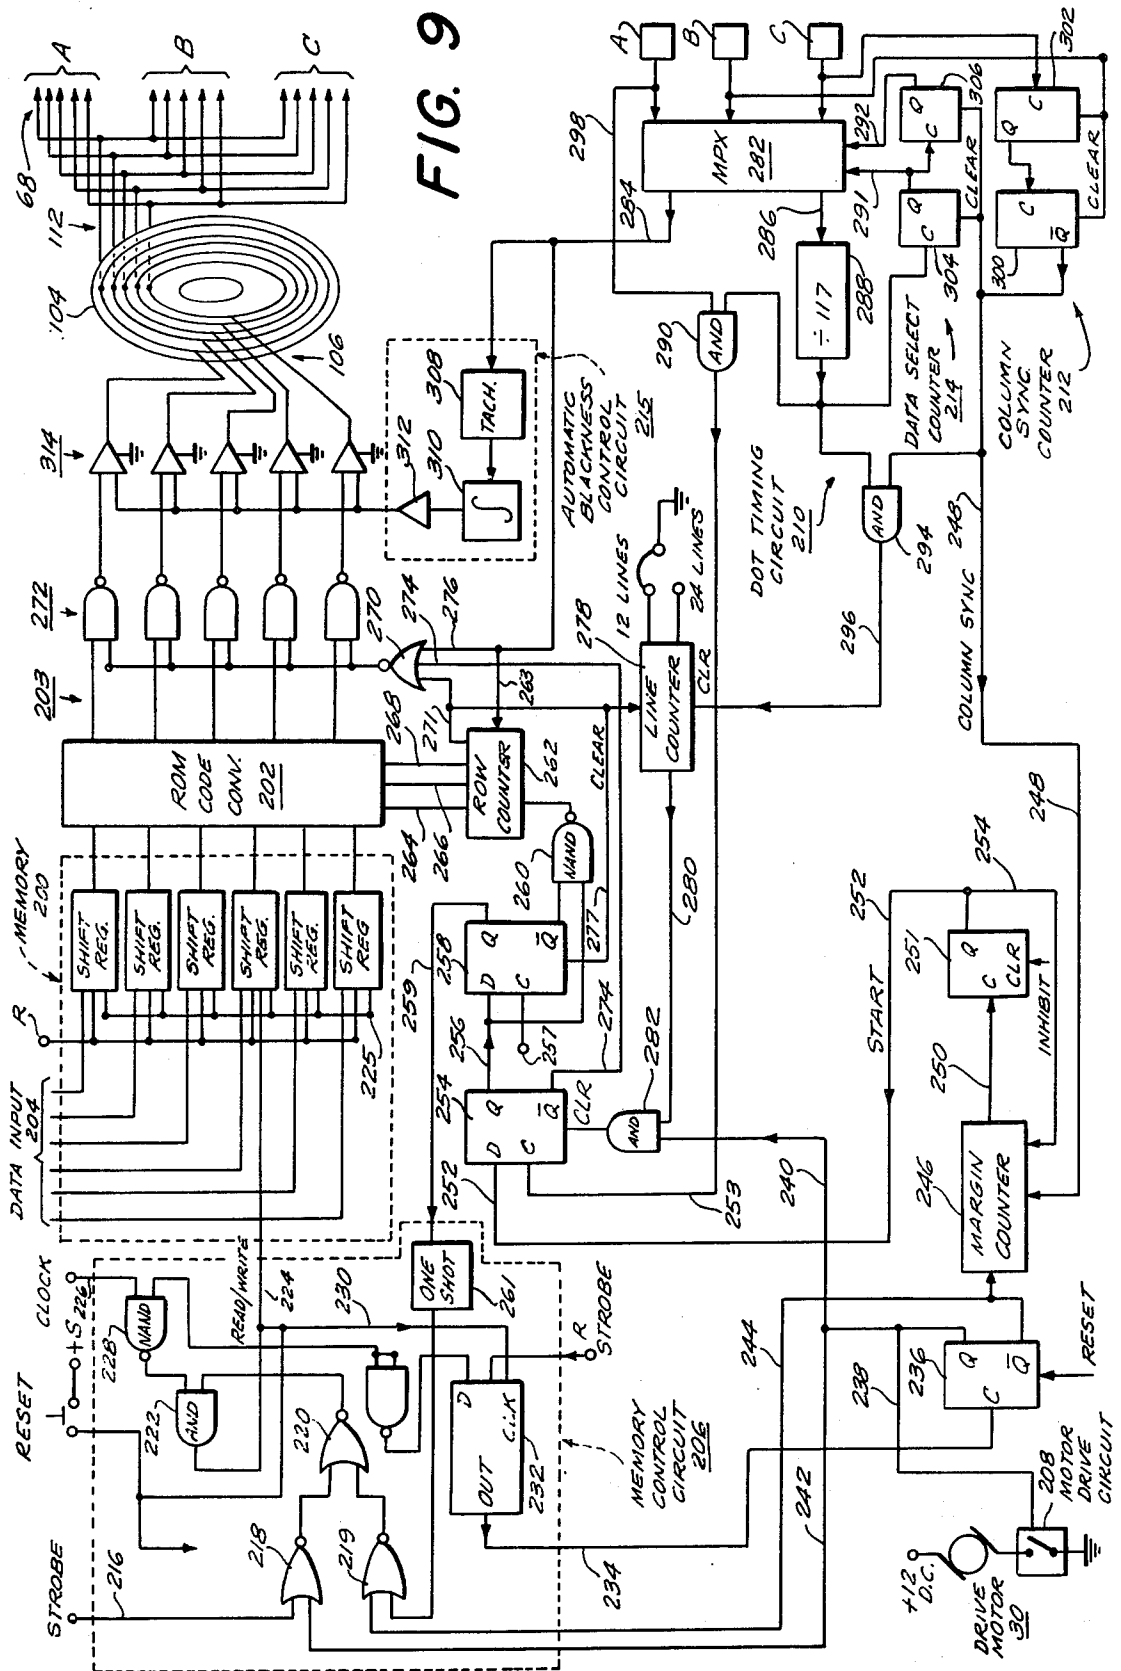 FIG. 9
STROBE
216
RESET
+S
CLOCK
226
228
NAND
222
AND
READ/WRITE
224
230
218
219
220
D
OUT
232
234
ONE
SHOT
261
R
STROBE
MEMORY
CONTROL
CIRCUIT
206
DATA INPUT
204
R
MEMORY
200
SHIFT
REG.
SHIFT
REG.
SHIFT
REG.
SHIFT
REG.
SHIFT
REG.
SHIFT
REG
225
ROM
CODE
CONV.
202
203
272
314
104
106
112
68
A
B
C
264
266
268
271
270
274
276
263
ROW
COUNTER
262
NAND
260
259
258
D
Q
C
Q̅
257
256
277
CLEAR
254
D
Q
C
Q̅
CLR
274
252
253
AND
282
280
LINE
COUNTER
278
CLR
12 LINES
24 LINES
312
310
∫
308
TACH.
AUTOMATIC
BLACKNESS
CONTROL
CIRCUIT
215
284
298
A
B
C
MPX
282
286
291
292
÷ 117
288
290
AND
DOT TIMING
CIRCUIT
210
AND
294
296
DATA SELECT
COUNTER
214
304
C
Q
306
C
Q
CLEAR
300
C
Q̅
302
Q
C
CLEAR
COLUMN
SYNC.
COUNTER
212
COLUMN SYNC
248
248
START
252
254
251
Q
C
CLR
INHIBIT
250
246
MARGIN
COUNTER
240
242
244
238
236
Q
C
Q̅
RESET
208
MOTOR
DRIVE
CIRCUIT
+12
D.C.
DRIVE
MOTOR
30